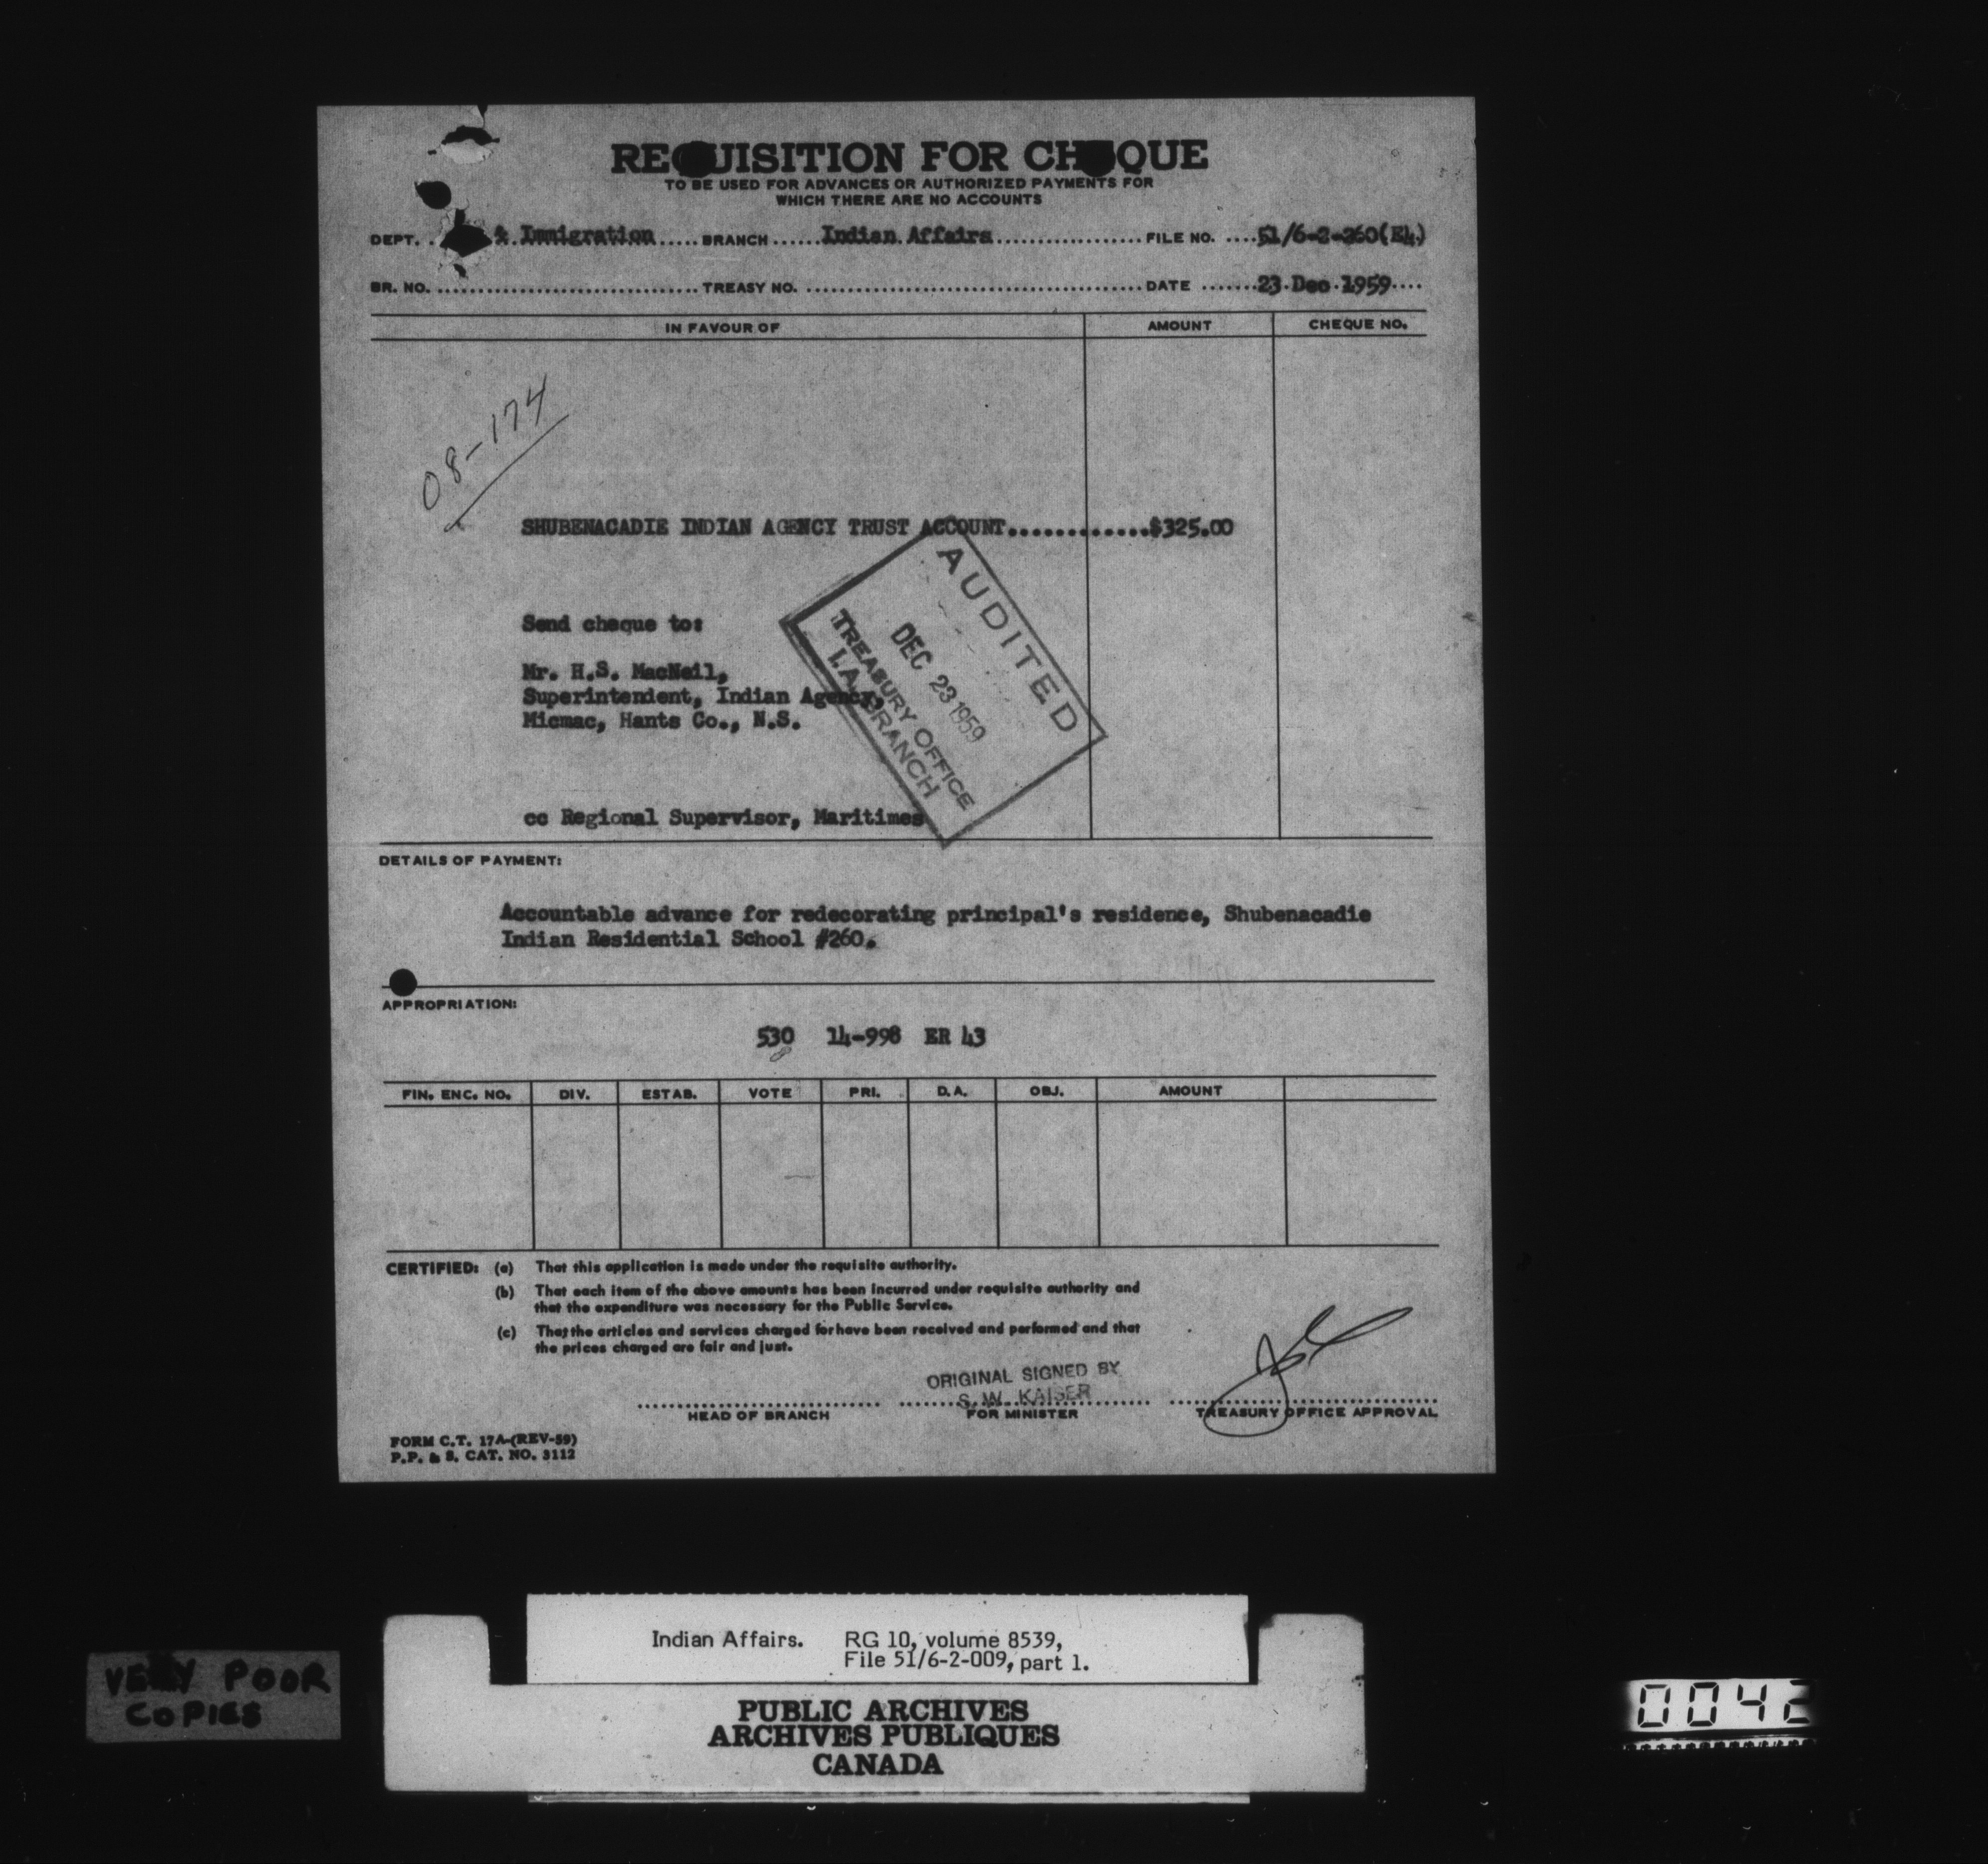 REQUISITION FOR CHEQUE
TO BE USED FOR ADVANCES OR AUTHORIZED PAYMENTS FOR
WHICH THERE ARE NO ACCOUNTS
DEPT. & Immigration BRANCH Indian Affairs FILE NO. 51/6-2-260(E4)
BR. NO. TREASY NO. DATE 23 Dec 1959
IN FAVOUR OF AMOUNT CHEQUE NO.
08-174
SHUBENACADIE INDIAN AGENCY TRUST ACCOUNT.............$325.00
AUDITED
DEC 23 1959
TREASURY OFFICE
I.A. BRANCH
Send cheque to:
Mr. H.S. MacNeil,
Superintendent, Indian Agency,
Micmac, Hants Co., N.S.
cc Regional Supervisor, Maritimes
DETAILS OF PAYMENT:
Accountable advance for redecorating principal's residence, Shubenacadie
Indian Residential School #260.
APPROPRIATION:
530 14-998 ER 43
FIN. ENC. NO. DIV. ESTAB. VOTE PRI. D.A. OBJ. AMOUNT
CERTIFIED: (a) That this application is made under the requisite authority.
(b) That each item of the above amounts has been incurred under requisite authority and
that the expenditure was necessary for the Public Service.
(c) That the articles and services charged for have been received and performed and that
the prices charged are fair and just.
ORIGINAL SIGNED BY
S. W. KAISER
HEAD OF BRANCH FOR MINISTER TREASURY OFFICE APPROVAL
FORM C.T. 17A-(REV-59)
P.P. & S. CAT. NO. 3112
Indian Affairs. RG 10, volume 8539,
File 51/6-2-009, part 1.
VERY POOR
COPIES
PUBLIC ARCHIVES
ARCHIVES PUBLIQUES
CANADA
0042